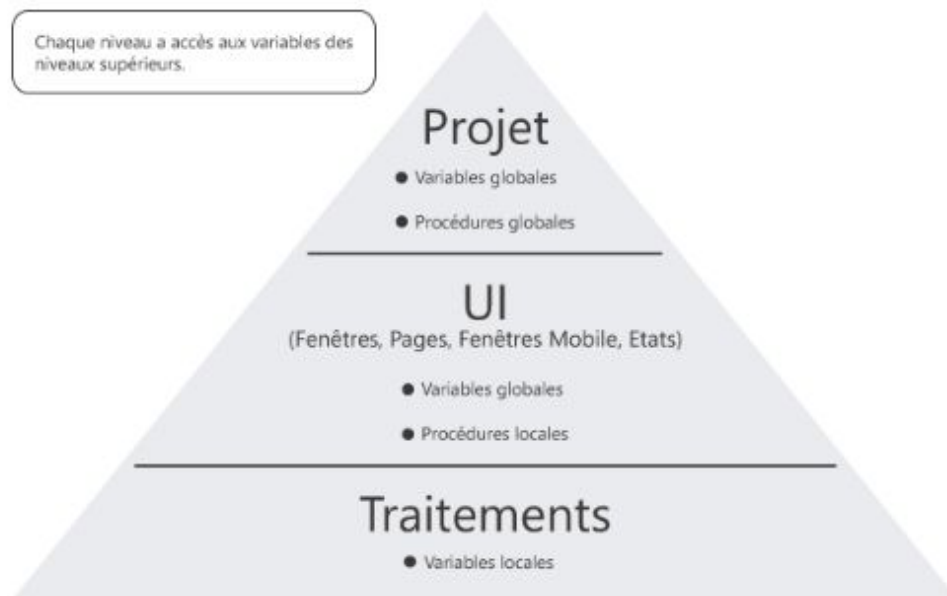 Chaque niveau a accès aux variables des
niveaux supérieurs.
Projet
● Variables globales
● Procédures globales
UI
(Fenêtres, Pages, Fenêtres Mobile, Etats)
● Variables globales
● Procédures locales
Traitements
● Variables locales